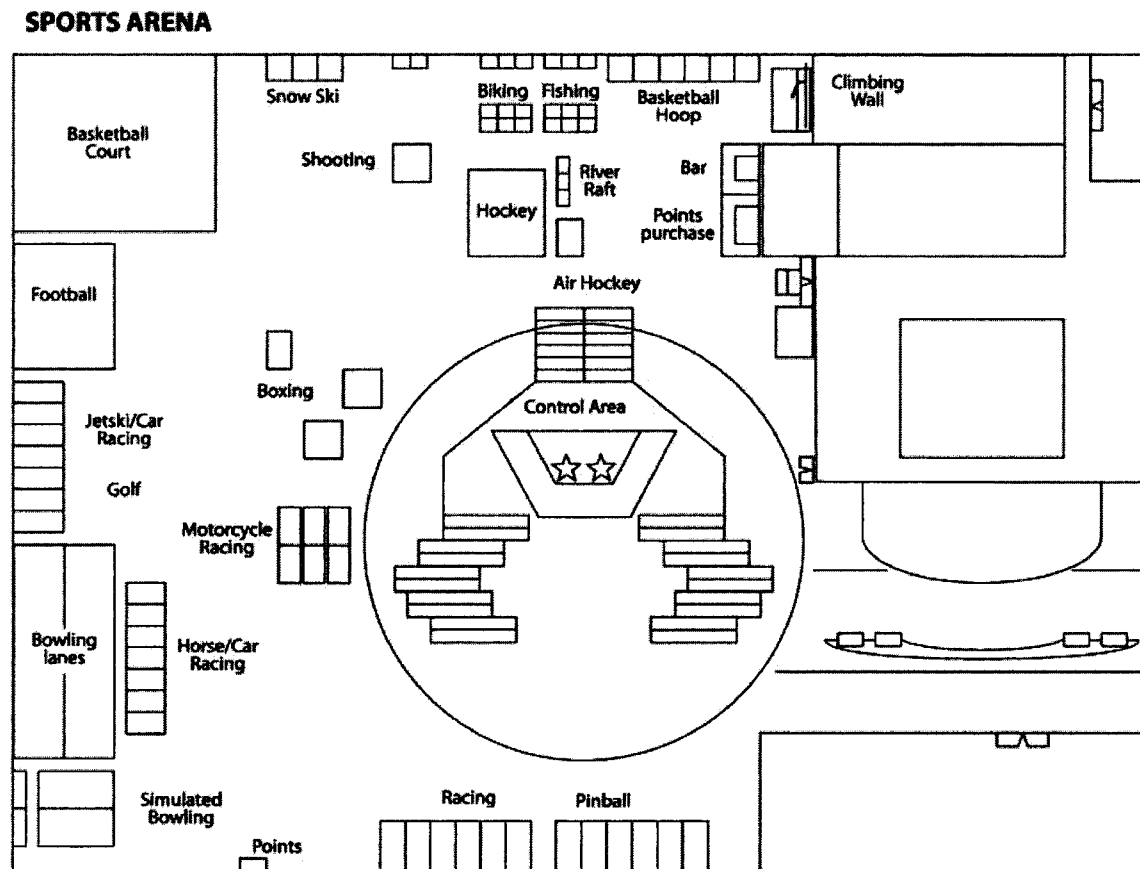 SPORTS ARENA
Snow Ski
Biking
Fishing
Basketball
Hoop
Climbing
Wall
Basketball
Court
Shooting
River
Raft
Bar
Hockey
Points
purchase
Football
Air Hockey
Boxing
Control Area
Jetski/Car
Racing
Golf
Motorcycle
Racing
Bowling
lanes
Horse/Car
Racing
Simulated
Bowling
Racing
Pinball
Points